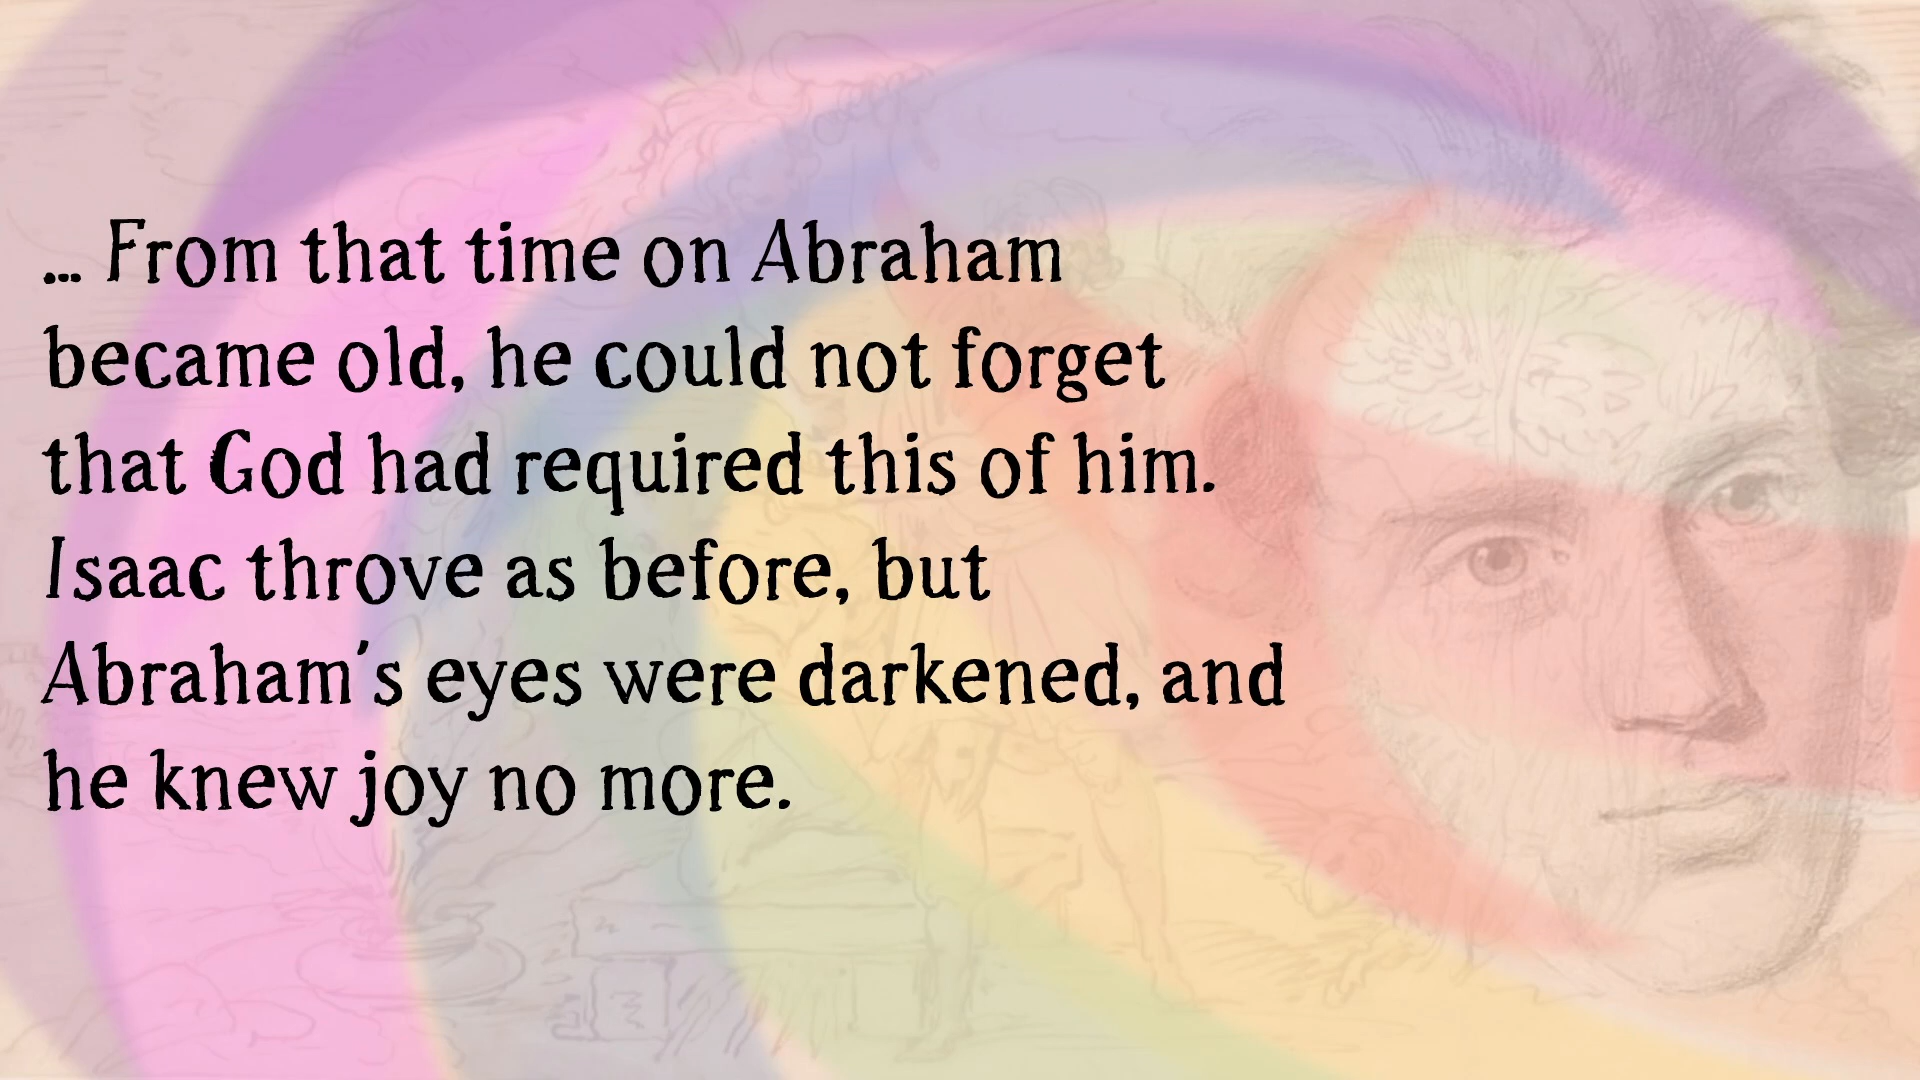 ... From that time on Abraham
became old, he could not forget
that God had required this of him.
Isaac throve as before, but
Abraham's eyes were darkened, and
he knew joy no more.